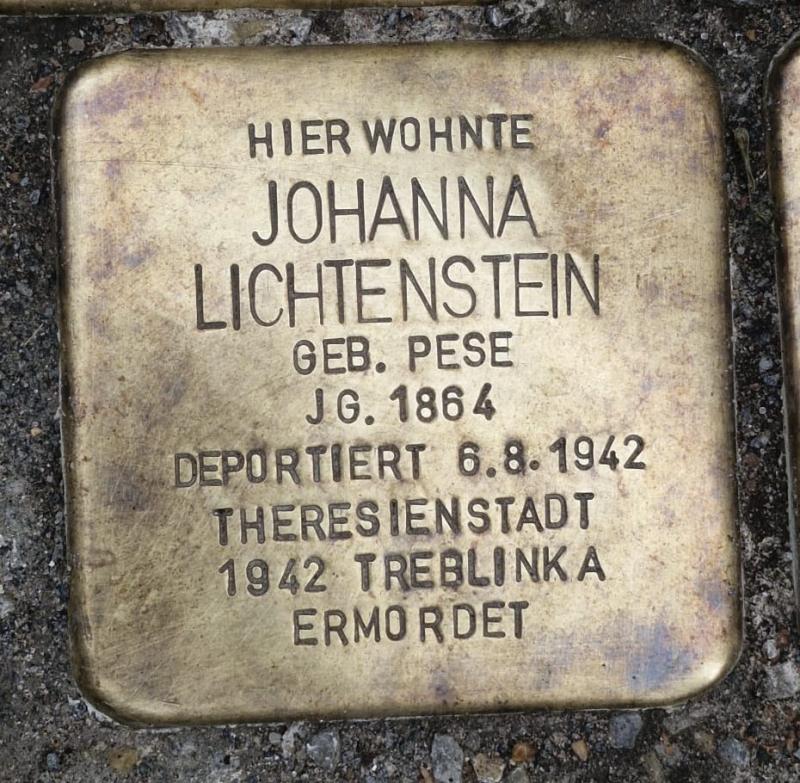 HIER WOHNTE
JOHANNA
LICHTENSTEIN
GEB. PESE
JG. 1864
DEPORTIERT 6.8.1942
THERESIENSTADT
1942 TREBLINKA
ERMORDET